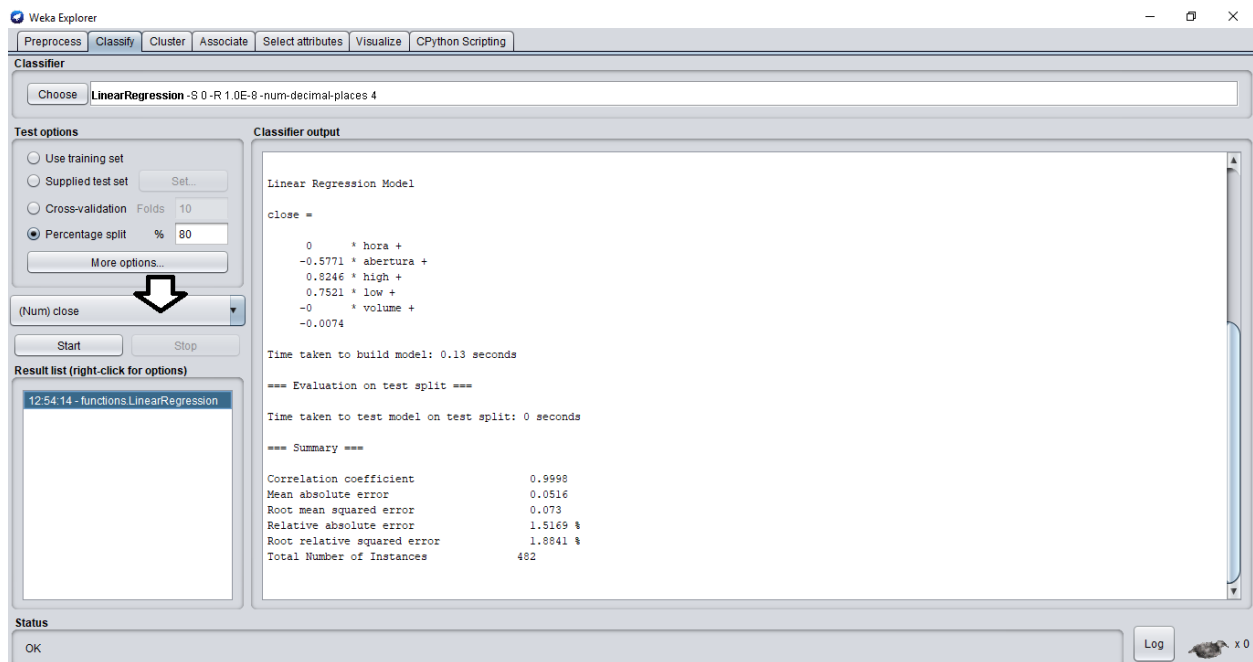 Weka Explorer
Preprocess Classify Cluster Associate Select attributes Visualize CPython Scripting
Classifier
Choose LinearRegression -S 0 -R 1.0E-8 -num-decimal-places 4
Test options
Use training set
Supplied test set Set...
Cross-validation Folds 10
Percentage split % 80
More options...
(Num) close
Start Stop
Result list (right-click for options)
12:54:14 - functions.LinearRegression
Classifier output
Linear Regression Model
close =
0 * hora +
-0.5771 * abertura +
0.8246 * high +
0.7521 * low +
-0 * volume +
-0.0074
Time taken to build model: 0.13 seconds
=== Evaluation on test split ===
Time taken to test model on test split: 0 seconds
=== Summary ===
Correlation coefficient 0.9998
Mean absolute error 0.0516
Root mean squared error 0.073
Relative absolute error 1.5169 %
Root relative squared error 1.8841 %
Total Number of Instances 482
Status
OK
Log x 0